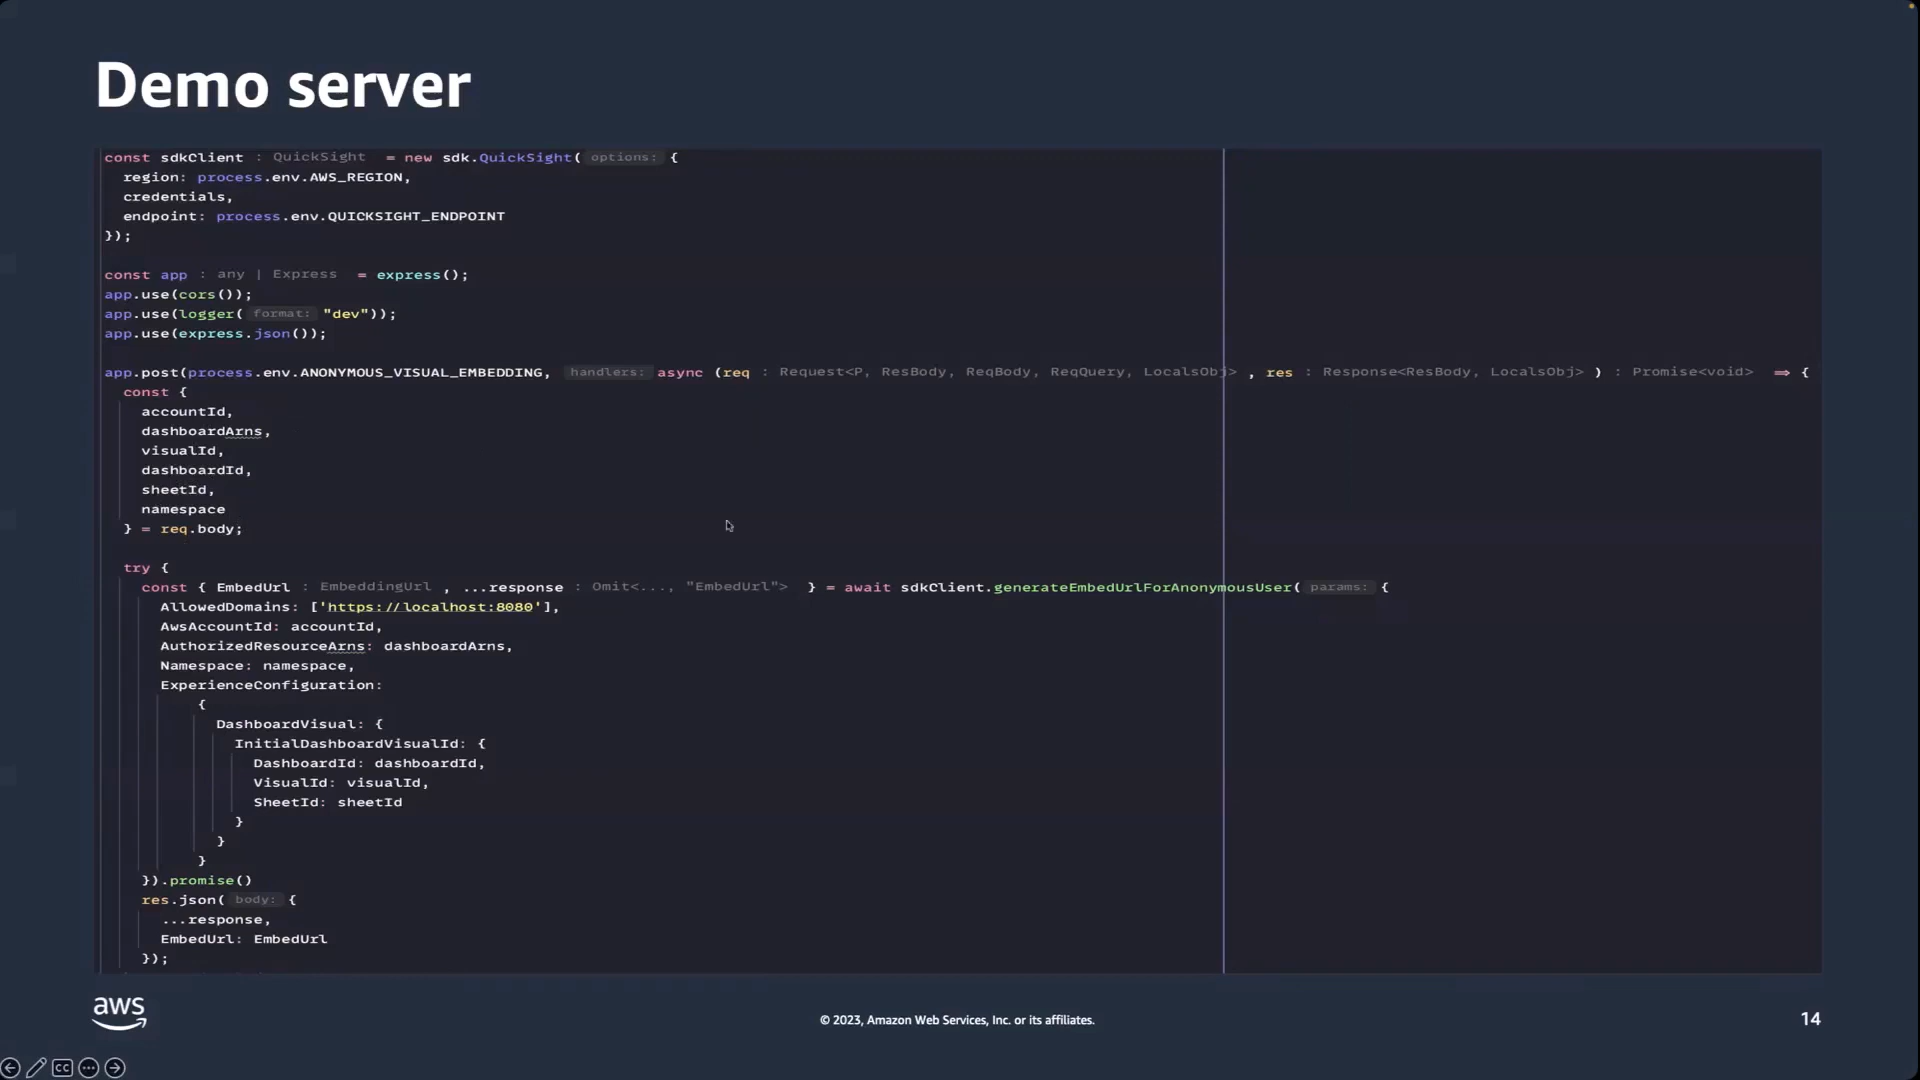 Demo server
const sdkClient : QuickSight = new sdk.QuickSight( options: {
region: process.env.AWS_REGION,
credentials,
endpoint: process.env.QUICKSIGHT_ENDPOINT
});
const app : any | Express = express();
app.use(cors());
app.use(logger( format: "dev"));
app.use(express.json());
app.post(process.env.ANONYMOUS_VISUAL_EMBEDDING, handlers: async (req : Request<P, ResBody, ReqBody, ReqQuery, LocalsObj> , res : Response<ResBody, LocalsObj> ) : Promise<void> ⇒ {
const {
accountId,
dashboardArns,
visualId,
dashboardId,
sheetId,
namespace
} = req.body;
try {
const { EmbedUrl : EmbeddingUrl , ...response : Omit<..., "EmbedUrl"> } = await sdkClient.generateEmbedUrlForAnonymousUser( params: {
AllowedDomains: ['https://localhost:8080'],
AwsAccountId: accountId,
AuthorizedResourceArns: dashboardArns,
Namespace: namespace,
ExperienceConfiguration:
{
DashboardVisual: {
InitialDashboardVisualId: {
DashboardId: dashboardId,
VisualId: visualId,
SheetId: sheetId
}
}
}
}).promise()
res.json( body: {
...response,
EmbedUrl: EmbedUrl
});
aws
© 2023, Amazon Web Services, Inc. or its affiliates.
14
CC